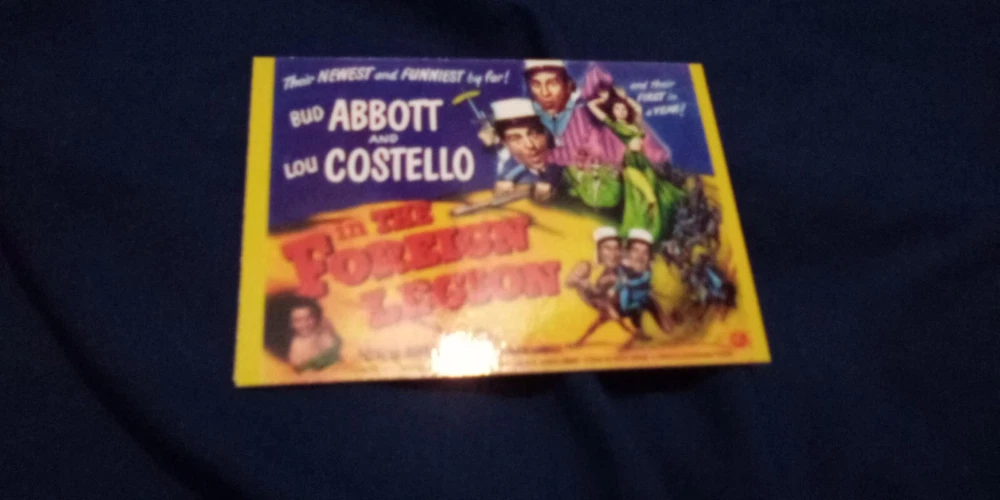 Their NEWEST and FUNNIEST by far!
BUD ABBOTT
AND
LOU COSTELLO
and their
FIRST in
a YEAR!
in THE
FOREIGN
LEGION